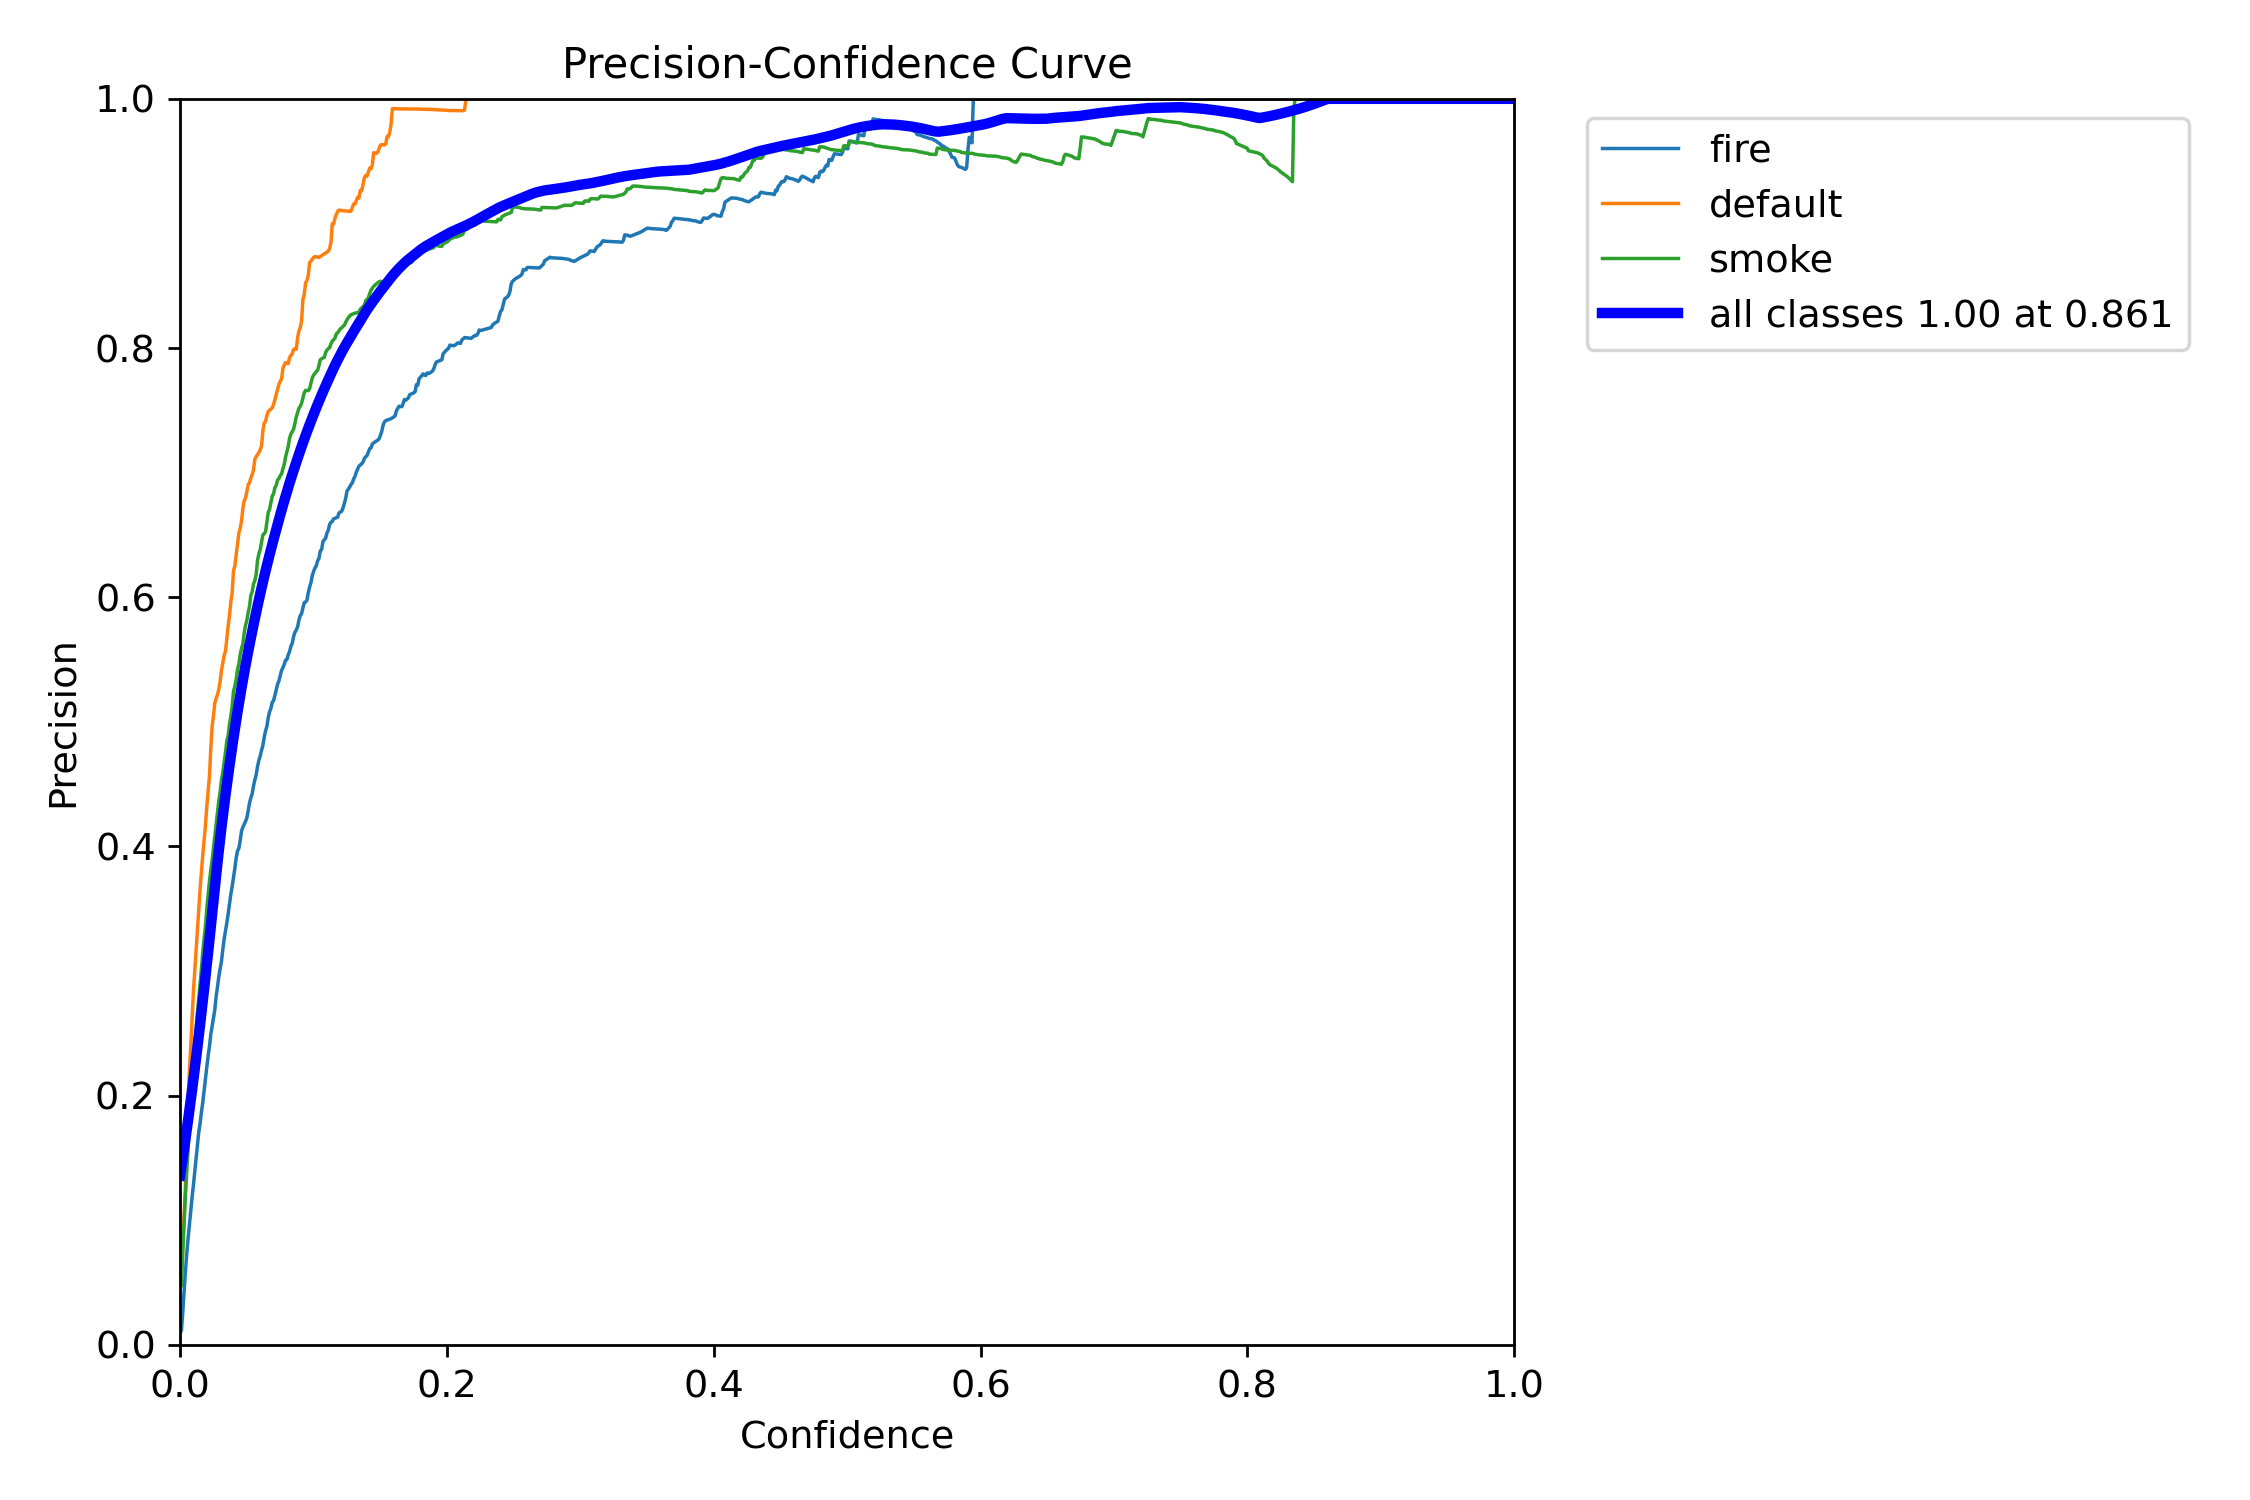 Precision-Confidence Curve
1.0
0.8
0.6
0.4
0.2
0.0
Precision
0.0 0.2 0.4 0.6 0.8 1.0
Confidence
fire
default
smoke
all classes 1.00 at 0.861